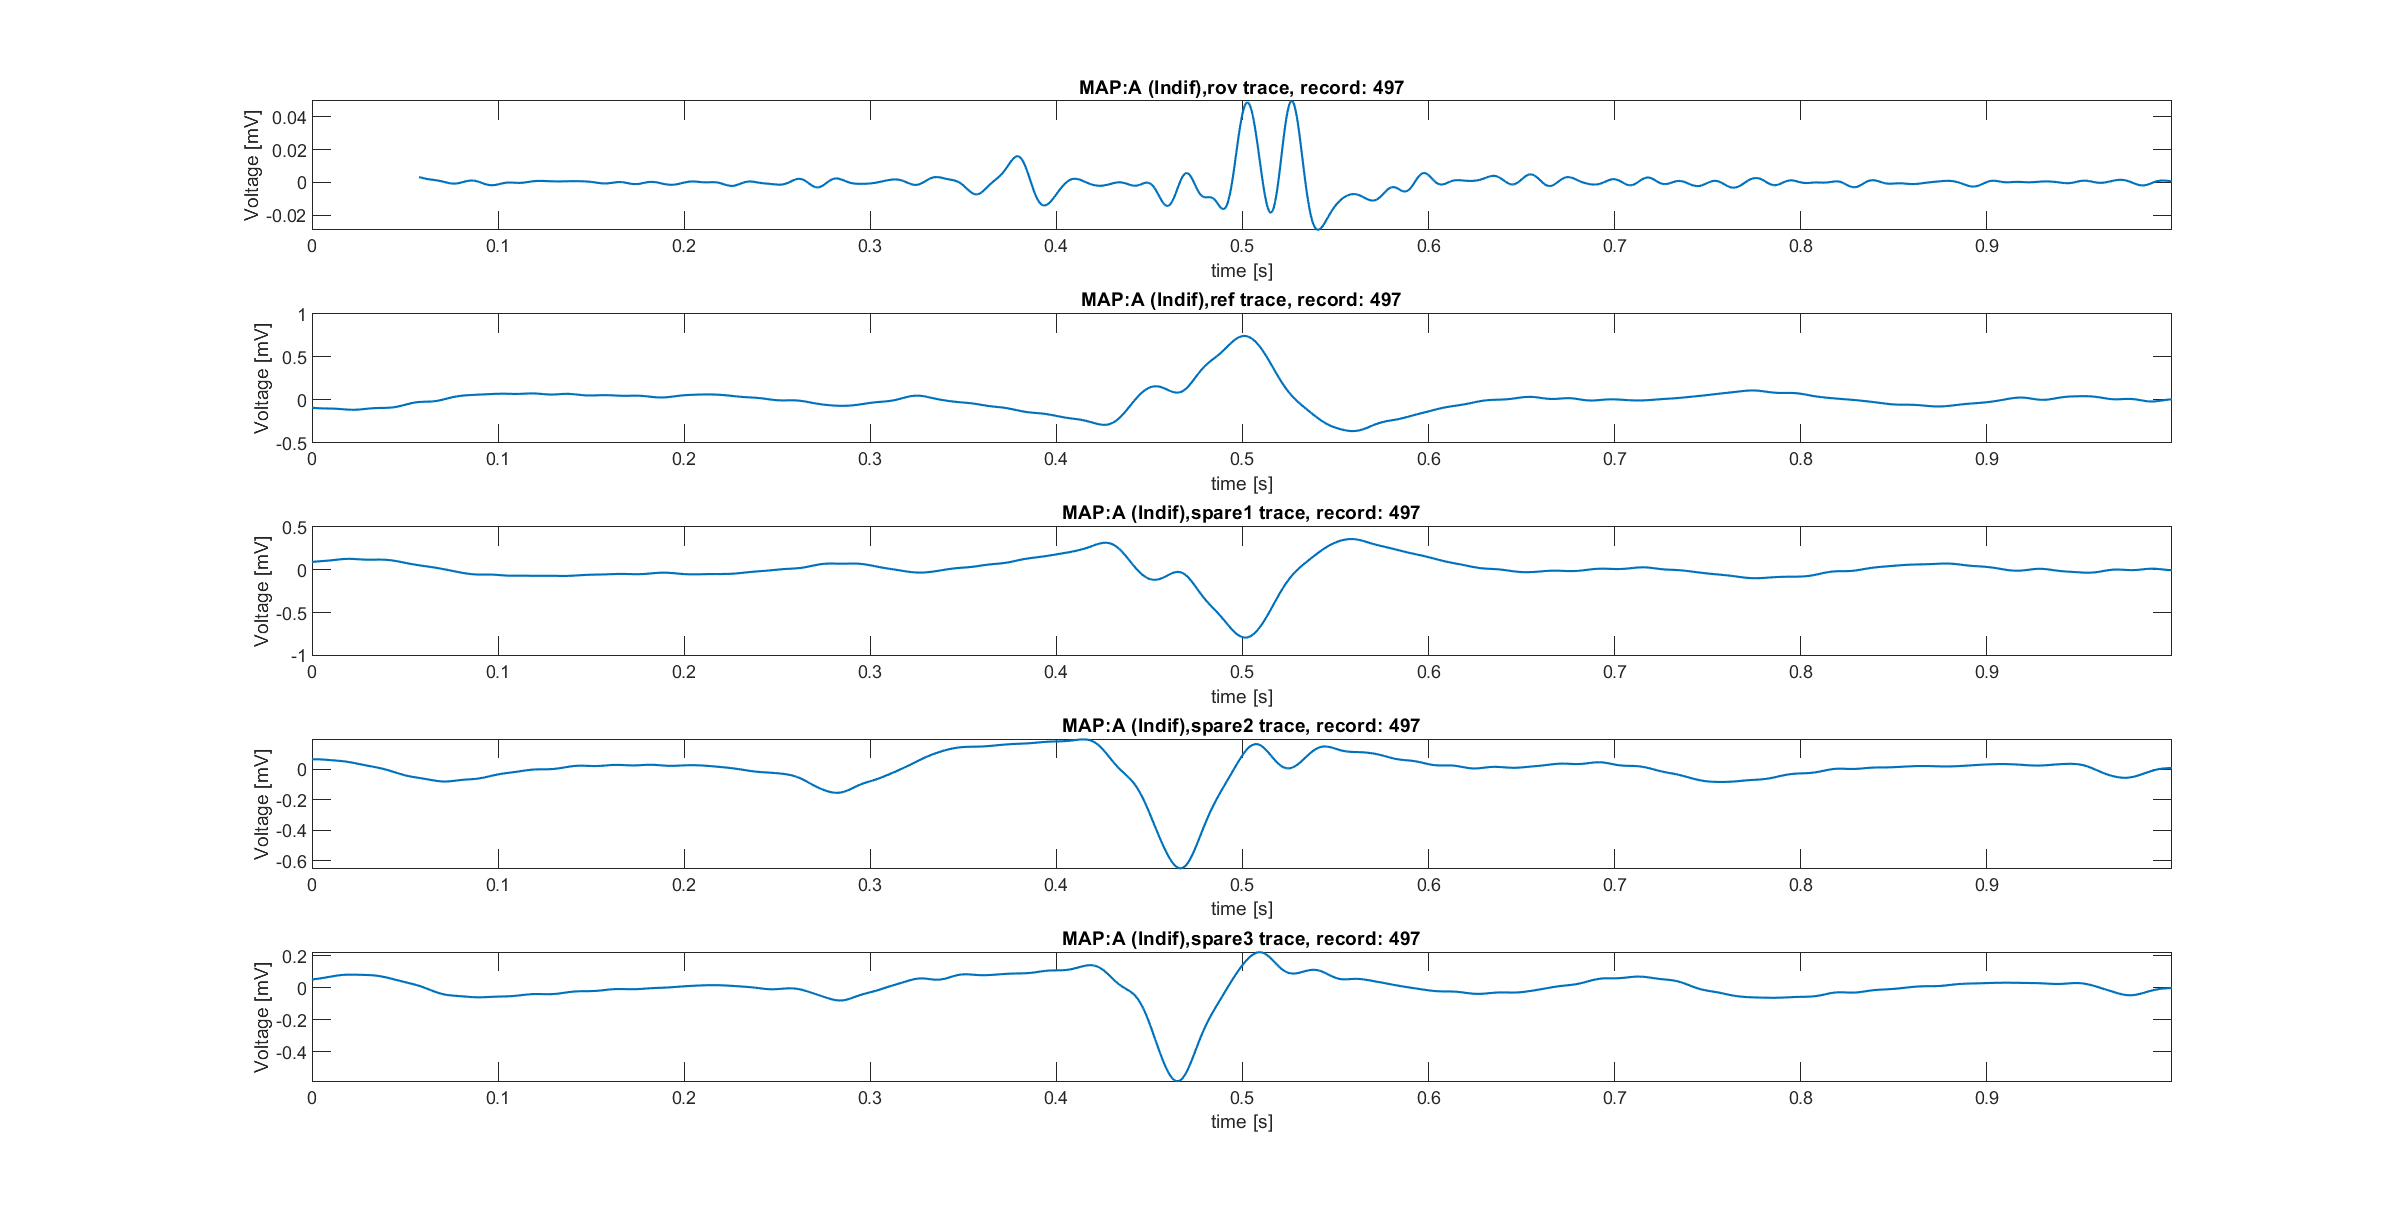 MAP:A (Indif),rov trace, record: 497
Voltage [mV]
0.04
0.02
0
-0.02
0 0.1 0.2 0.3 0.4 0.5 0.6 0.7 0.8 0.9
time [s]
MAP:A (Indif),ref trace, record: 497
Voltage [mV]
1
0.5
0
-0.5
0 0.1 0.2 0.3 0.4 0.5 0.6 0.7 0.8 0.9
time [s]
MAP:A (Indif),spare1 trace, record: 497
Voltage [mV]
0.5
0
-0.5
-1
0 0.1 0.2 0.3 0.4 0.5 0.6 0.7 0.8 0.9
time [s]
MAP:A (Indif),spare2 trace, record: 497
Voltage [mV]
0
-0.2
-0.4
-0.6
0 0.1 0.2 0.3 0.4 0.5 0.6 0.7 0.8 0.9
time [s]
MAP:A (Indif),spare3 trace, record: 497
Voltage [mV]
0.2
0
-0.2
-0.4
0 0.1 0.2 0.3 0.4 0.5 0.6 0.7 0.8 0.9
time [s]